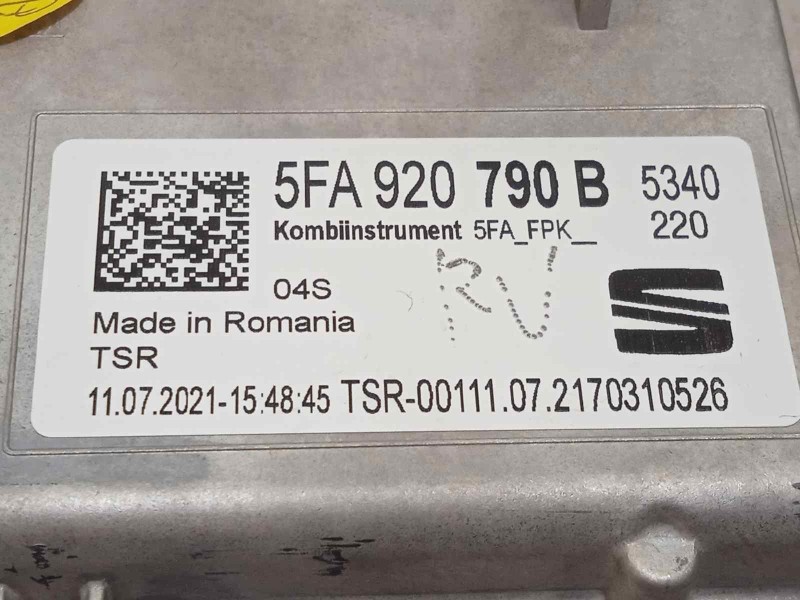 5FA 920 790 B 5340
Kombiinstrument 5FA_FPK__ 220
RV
04S
Made in Romania
TSR
11.07.2021-15:48:45 TSR-00111.07.2170310526